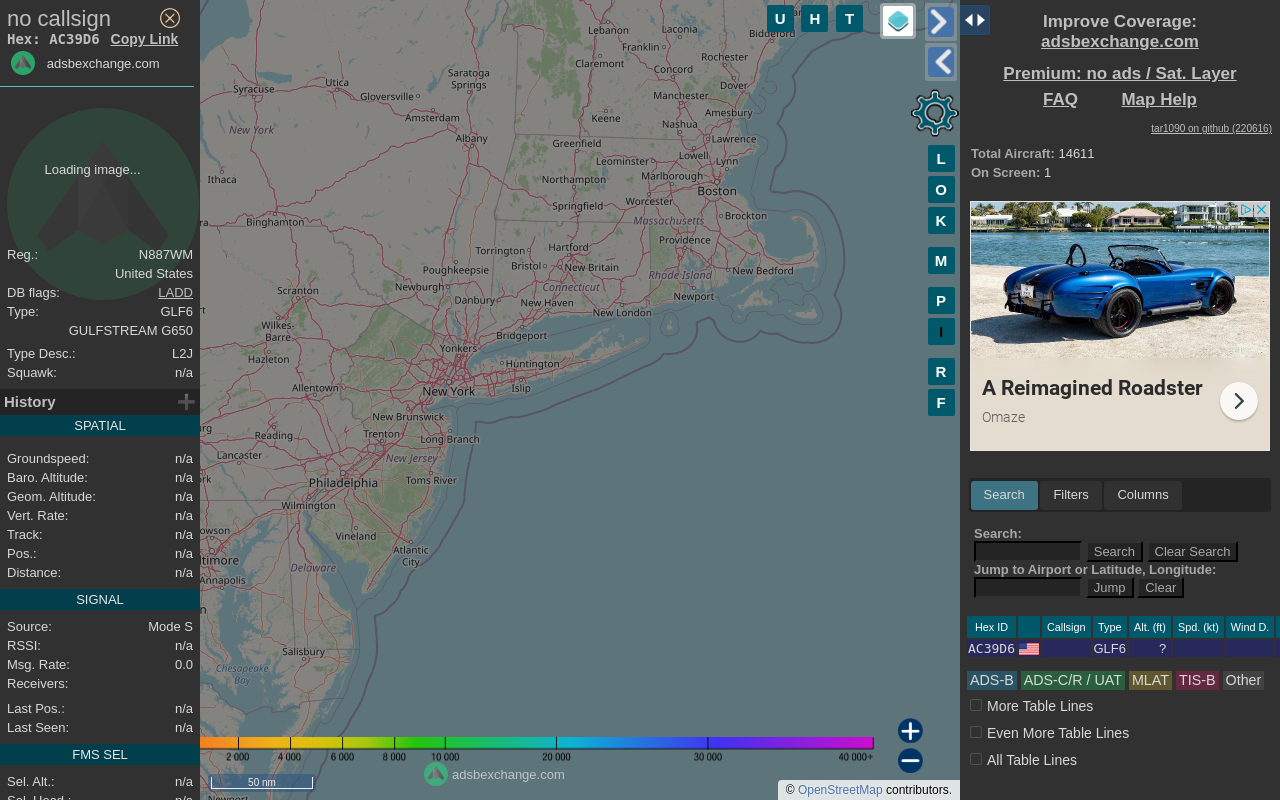 no callsign
Hex: AC39D6 Copy Link
adsbexchange.com
Loading image...
Reg.: N887WM
United States
DB flags: LADD
Type: GLF6
GULFSTREAM G650
Type Desc.: L2J
Squawk: n/a
History
SPATIAL
Groundspeed: n/a
Baro. Altitude: n/a
Geom. Altitude: n/a
Vert. Rate: n/a
Track: n/a
Pos.: n/a
Distance: n/a
SIGNAL
Source: Mode S
RSSI: n/a
Msg. Rate: 0.0
Receivers:
Last Pos.: n/a
Last Seen: n/a
FMS SEL
Sel. Alt.: n/a
Sel. Head.: n/a
U H T
Lebanon
Laconia
Franklin
Biddeford
Claremont
Rochester
Concord
Saratoga
Springs
Dover
Utica
Syracuse
Gloversville
Manchester
Amesbury
Amsterdam
Keene
Nashua
New York
Albany
Greenfield
Lawrence
Lowell
Leominster
Lynn
Ithaca
Northampton
Marlborough
Boston
Worcester
Springfield
Brockton
Binghamton
Massachusetts
Providence
Hartford
Torrington
Bristol
New Britain
Poughkeepsie
New Bedford
Rhode Island
Newburgh
Connecticut
Scranton
Danbury
New Haven
Newport
New London
Wilkes-
Barre
Bridgeport
Yonkers
Hazleton
Huntington
Allentown
New York
Islip
New Brunswick
Reading
Trenton
Long Branch
Lancaster
New Jersey
Philadelphia
Toms River
Wilmington
Vineland
Atlantic
City
Delaware
Annapolis
Salisbury
Chesapeake
Bay
Newport
L
O
K
M
P
I
R
F
2 000 4 000 6 000 8 000 10 000 20 000 30 000 40 000+
50 nm
adsbexchange.com
© OpenStreetMap contributors.
Improve Coverage:
adsbexchange.com
Premium: no ads / Sat. Layer
FAQ Map Help
tar1090 on github (220616)
Total Aircraft: 14611
On Screen: 1
A Reimagined Roadster
Omaze
Search Filters Columns
Search:
Search Clear Search
Jump to Airport or Latitude, Longitude:
Jump Clear
Hex ID Callsign Type Alt. (ft) Spd. (kt) Wind D.
AC39D6 GLF6 ?
ADS-B ADS-C/R / UAT MLAT TIS-B Other
More Table Lines
Even More Table Lines
All Table Lines